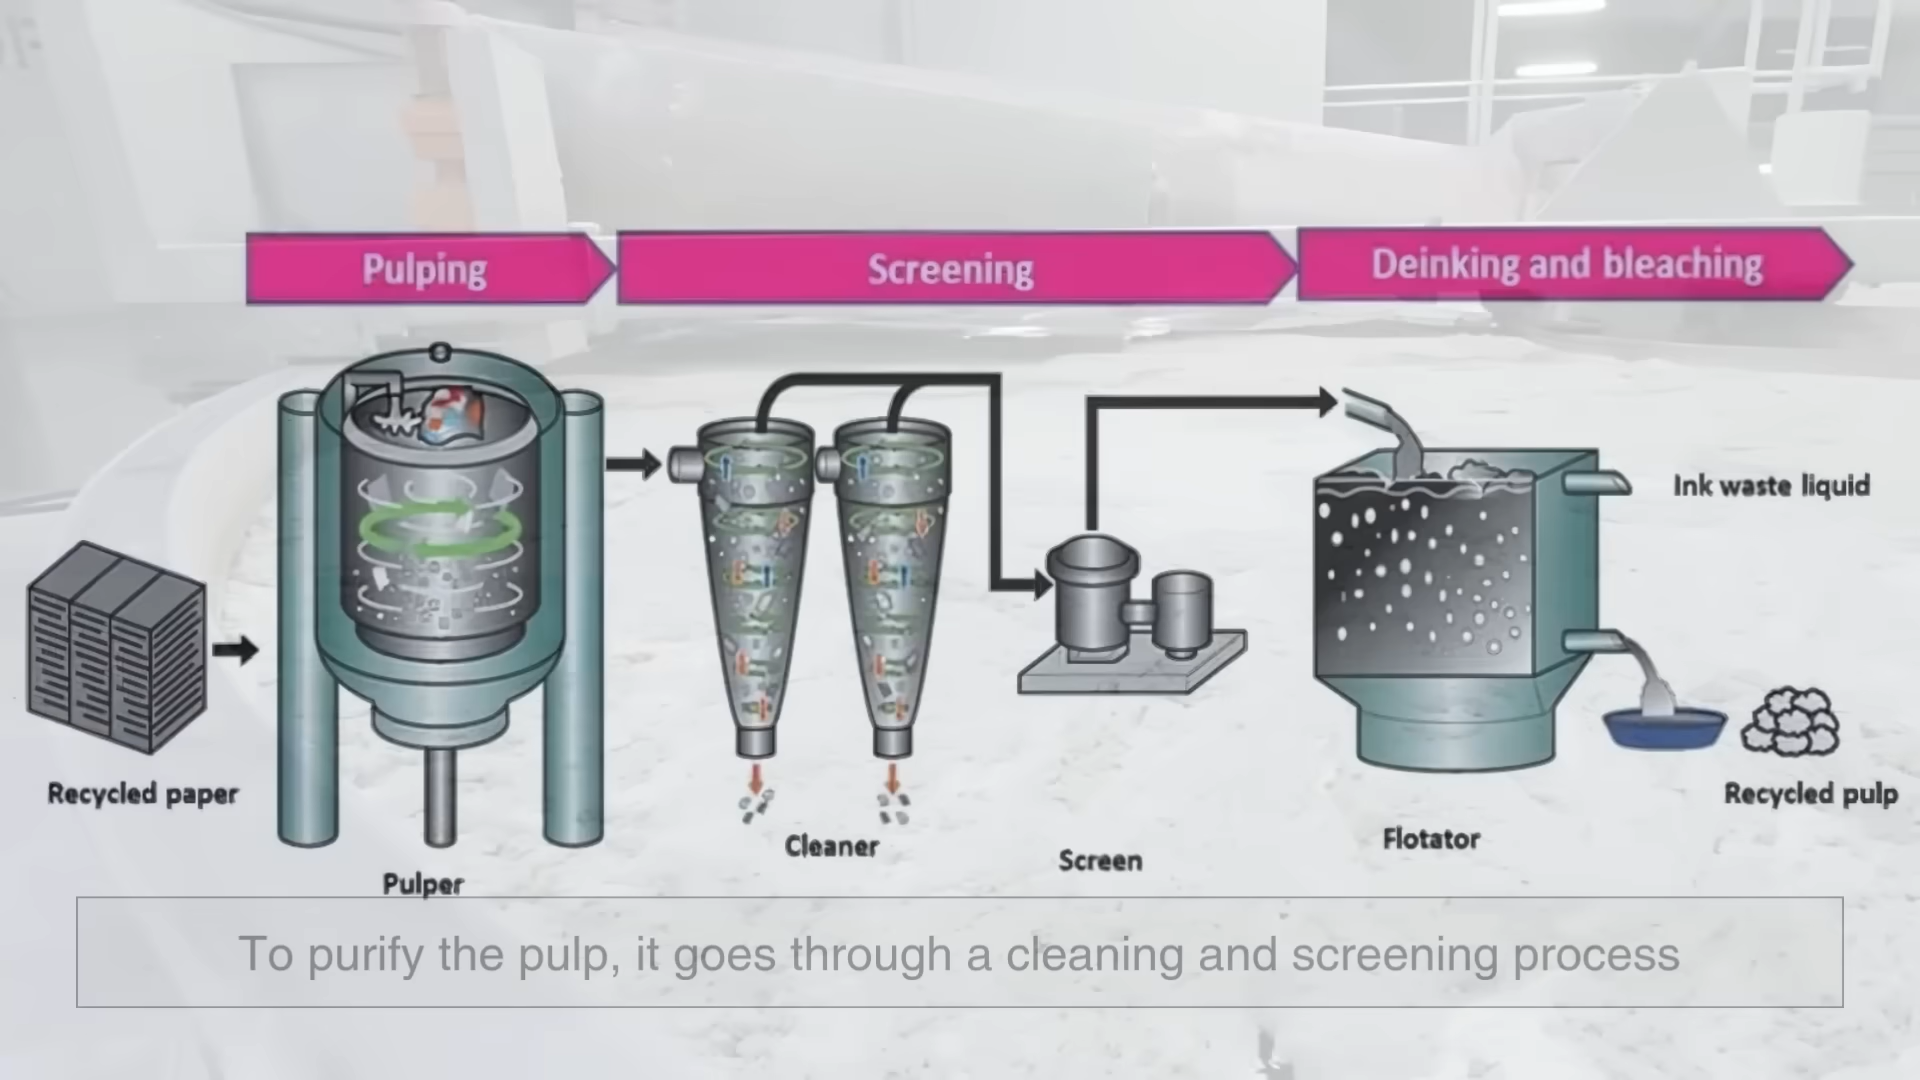 Pulping
Screening
Deinking and bleaching
Ink waste liquid
Recycled paper
Recycled pulp
Cleaner
Flotator
Screen
Pulper
To purify the pulp, it goes through a cleaning and screening process